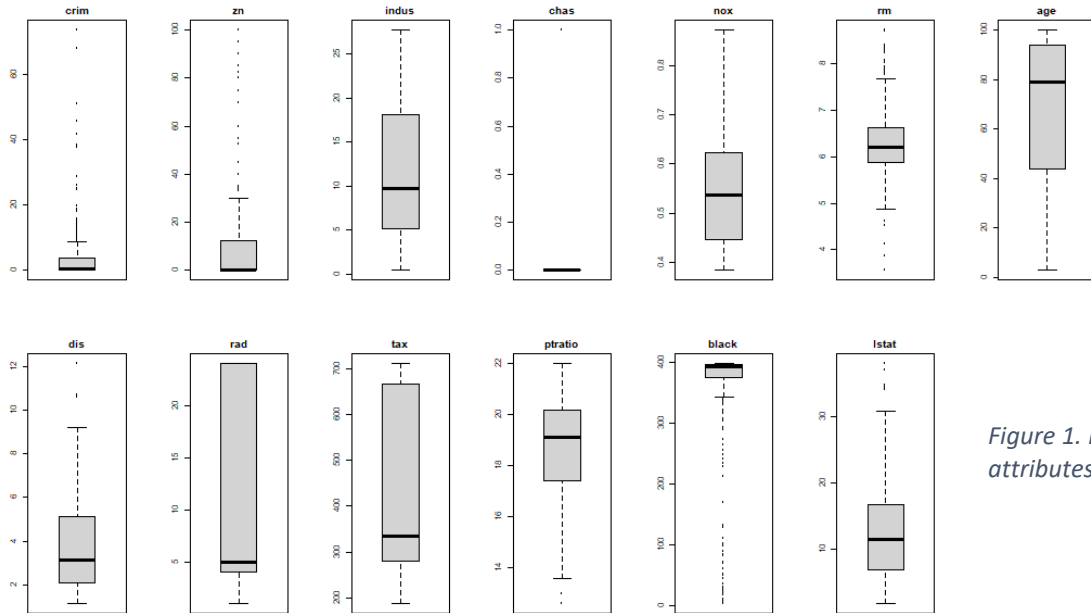 crim
0 20 40 60
zn
0 20 40 60 80 100
indus
0 5 10 15 20 25
chas
0.0 0.2 0.4 0.6 0.8 1.0
nox
0.4 0.5 0.6 0.7 0.8
rm
4 5 6 7 8
age
0 20 40 60 80 100
dis
2 4 6 8 10 12
rad
5 10 15 20
tax
200 300 400 500 600 700
ptratio
14 16 18 20 22
black
0 100 200 300 400
lstat
10 20 30
Figure 1.
attributes